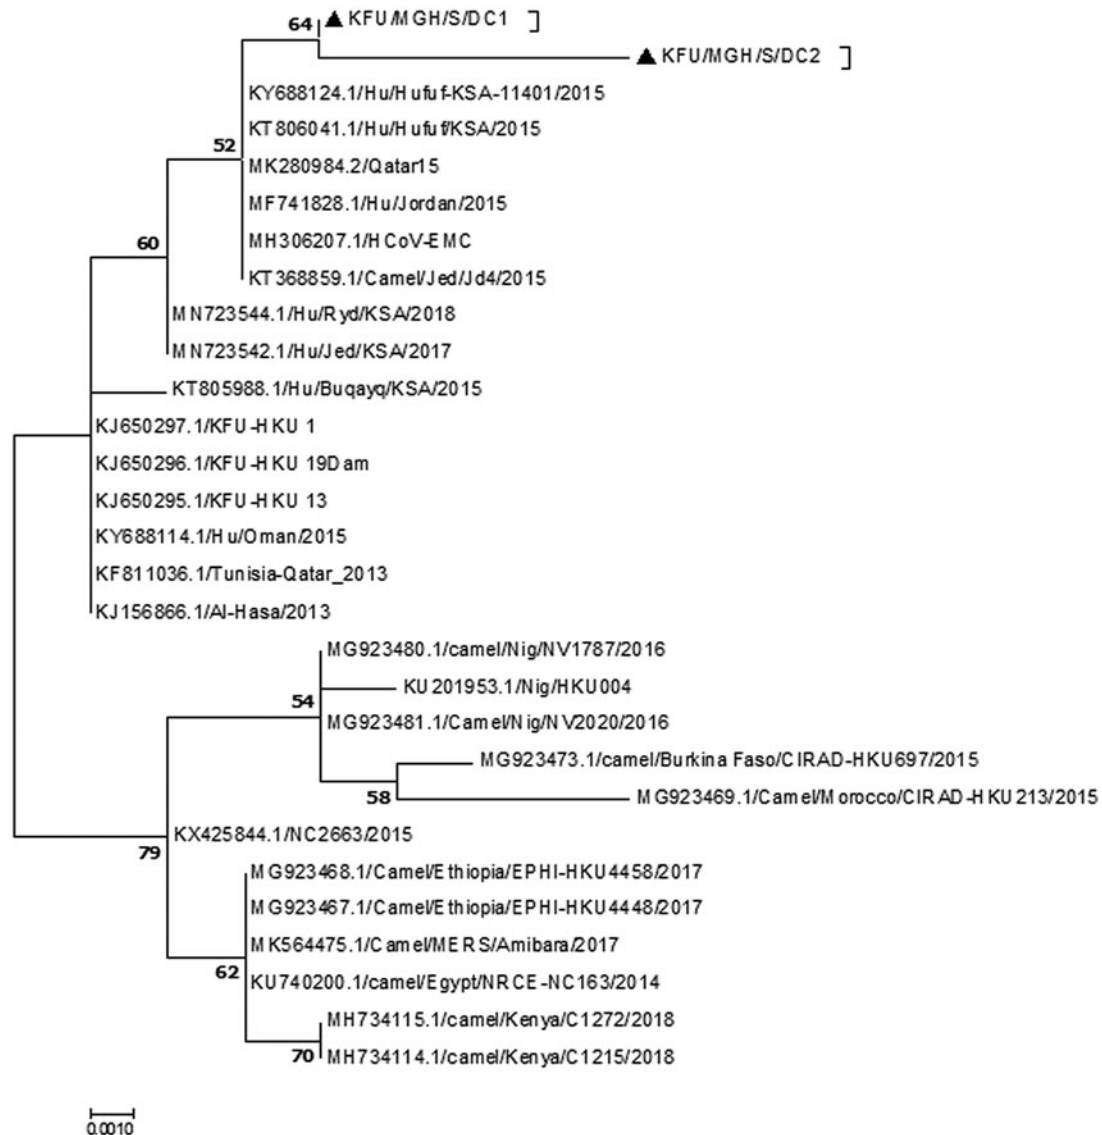 64
KFU/MGH/S/DC1
KFU/MGH/S/DC2
KY688124.1/Hu/Hufuf-KSA-11401/2015
KT806041.1/Hu/Hufuf/KSA/2015
52
MK280984.2/Qatar15
MF741828.1/Hu/Jordan/2015
60
MH306207.1/HCoV-EMC
KT368859.1/Camel/Jed/Jd4/2015
MN723544.1/Hu/Ryd/KSA/2018
MN723542.1/Hu/Jed/KSA/2017
KT805988.1/Hu/Buqayq/KSA/2015
KJ650297.1/KFU-HKU 1
KJ650296.1/KFU-HKU 19Dam
KJ650295.1/KFU-HKU 13
KY688114.1/Hu/Oman/2015
KF811036.1/Tunisia-Qatar_2013
KJ156866.1/Al-Hasa/2013
MG923480.1/camel/Nig/NV1787/2016
KU201953.1/Nig/HKU004
54
MG923481.1/Camel/Nig/NV2020/2016
MG923473.1/camel/Burkina Faso/CIRAD-HKU697/2015
58
MG923469.1/Camel/Morocco/CIRAD-HKU213/2015
KX425844.1/NC2663/2015
79
MG923468.1/Camel/Ethiopia/EPHI-HKU4458/2017
MG923467.1/Camel/Ethiopia/EPHI-HKU4448/2017
MK564475.1/Camel/MERS/Amibara/2017
62
KU740200.1/camel/Egypt/NRCE-NC163/2014
MH734115.1/camel/Kenya/C1272/2018
70
MH734114.1/camel/Kenya/C1215/2018
0.0010